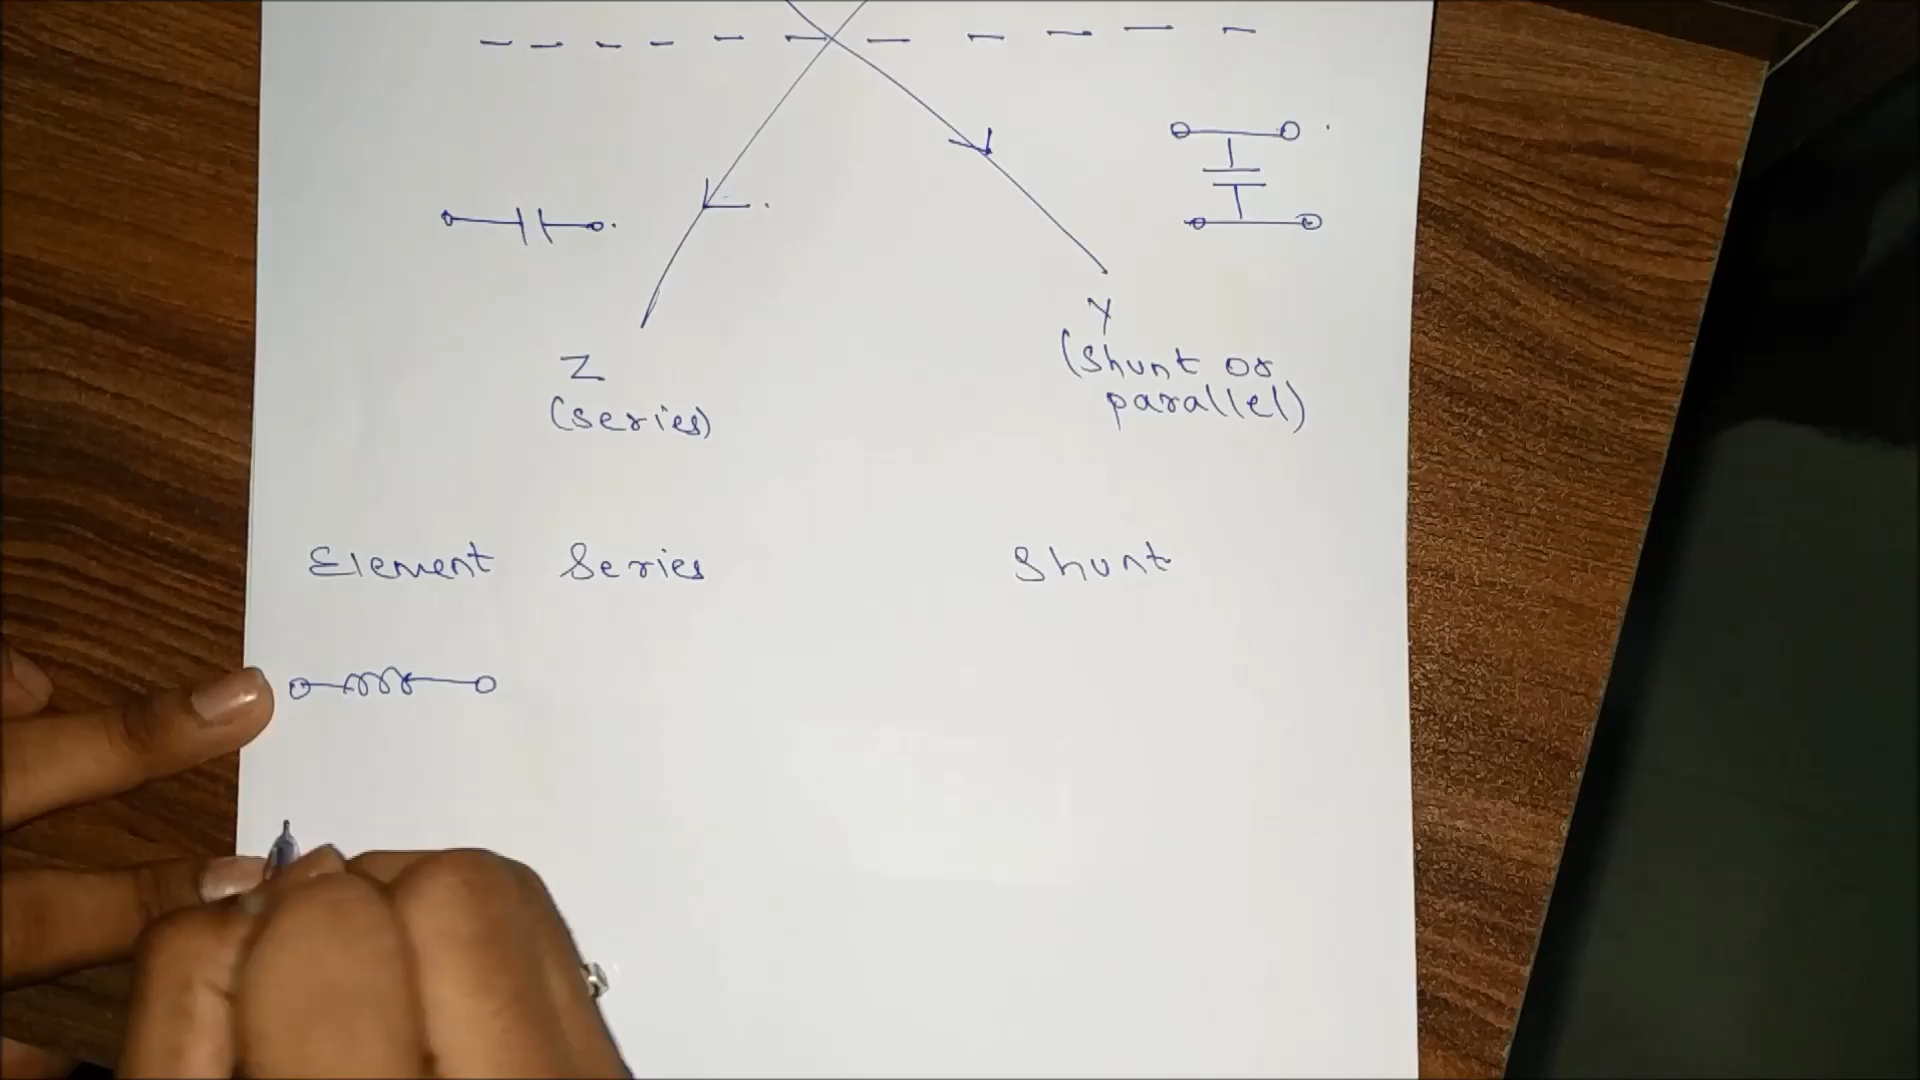 Z
(series)
Y
(shunt or
parallel)
Element Series Shunt